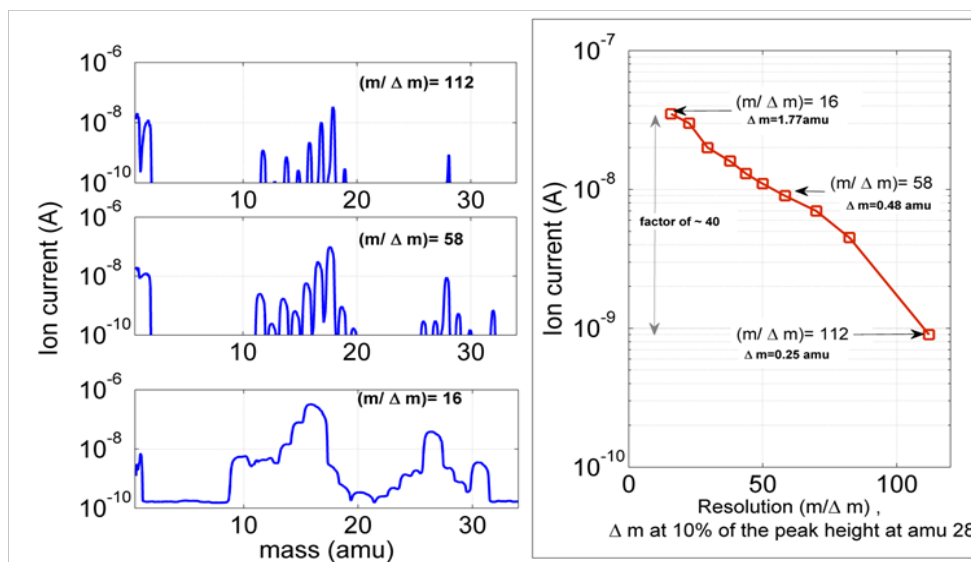 Ion current (A)
10^-6
(m/ Δ m)= 112
10^-8
10^-10
10 20 30
10^-6
(m/ Δ m)= 58
10^-8
10^-10
10 20 30
10^-6
(m/ Δ m)= 16
10^-8
10^-10
10 20 30
mass (amu)
Ion current (A)
10^-7
10^-8
10^-9
10^-10
(m/ Δ m)= 16
Δ m=1.77amu
(m/ Δ m)= 58
Δ m=0.48 amu
factor of ~ 40
(m/ Δ m)= 112
Δ m=0.25 amu
0 50 100
Resolution (m/Δ m) ,
Δ m at 10% of the peak height at amu 28